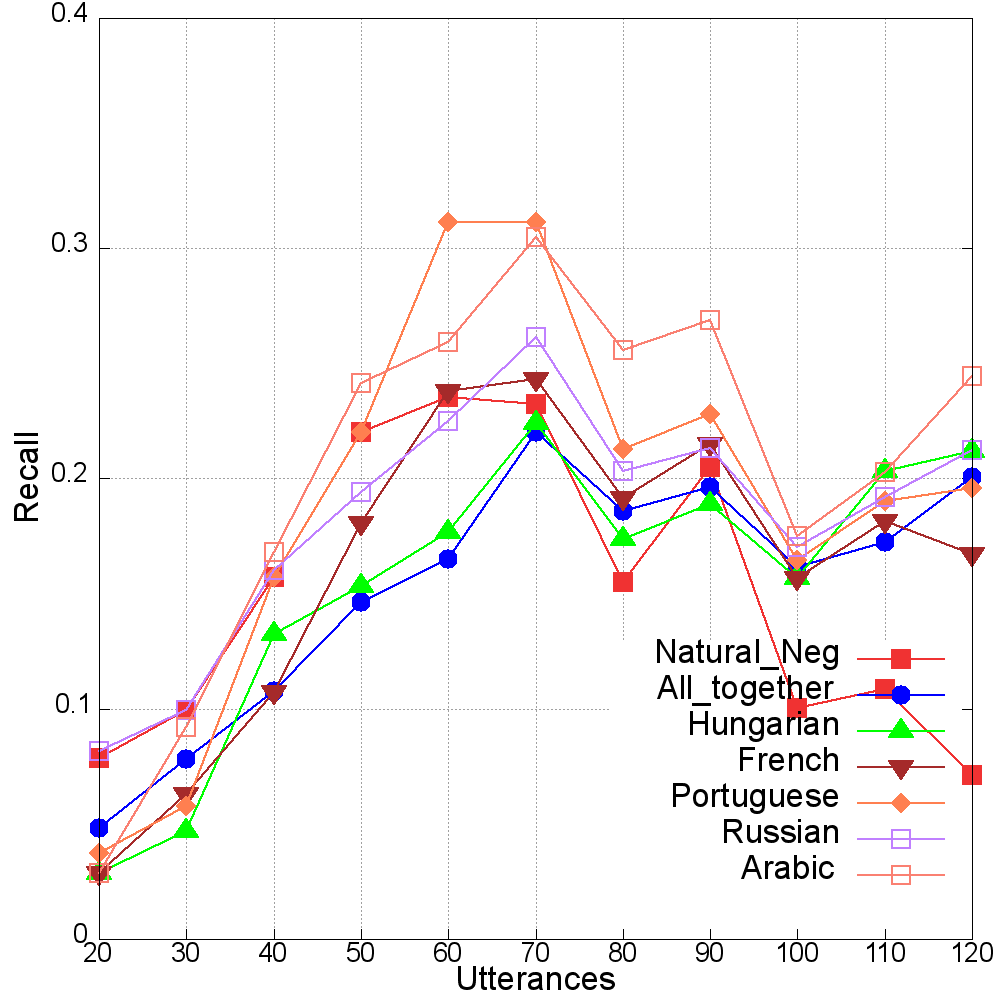 0.4
0.3
0.2
0.1
0
Recall
20 30 40 50 60 70 80 90 100 110 120
Utterances
Natural_Neg
All_together
Hungarian
French
Portuguese
Russian
Arabic